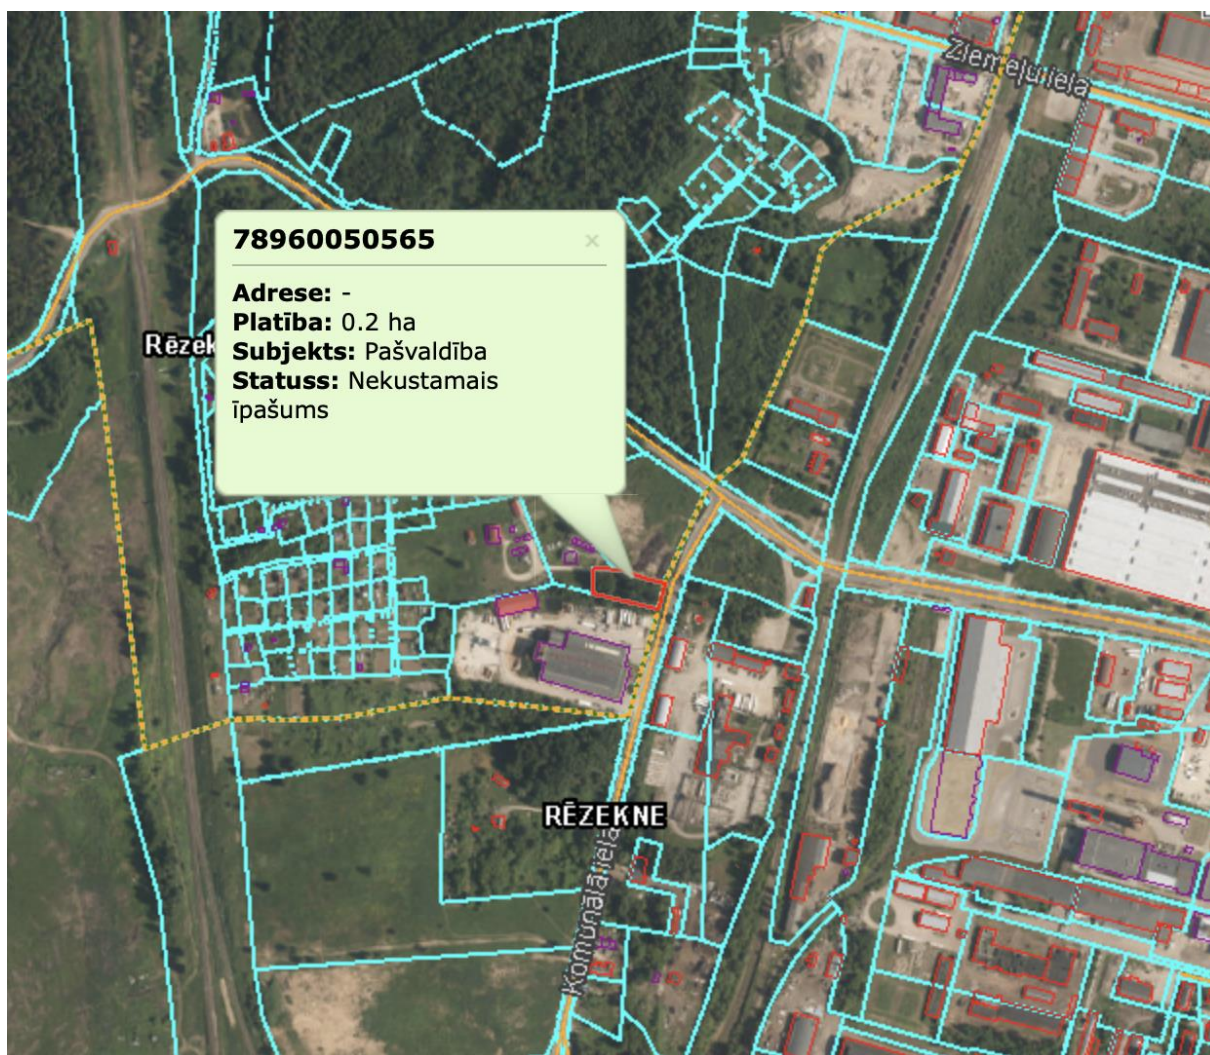 Ziemeļu iela
78960050565
×
Adrese: -
Platība: 0.2 ha
Subjekts: Pašvaldība
Statuss: Nekustamais
īpašums
Rēzek
RĒZEKNE
Komunālā iela